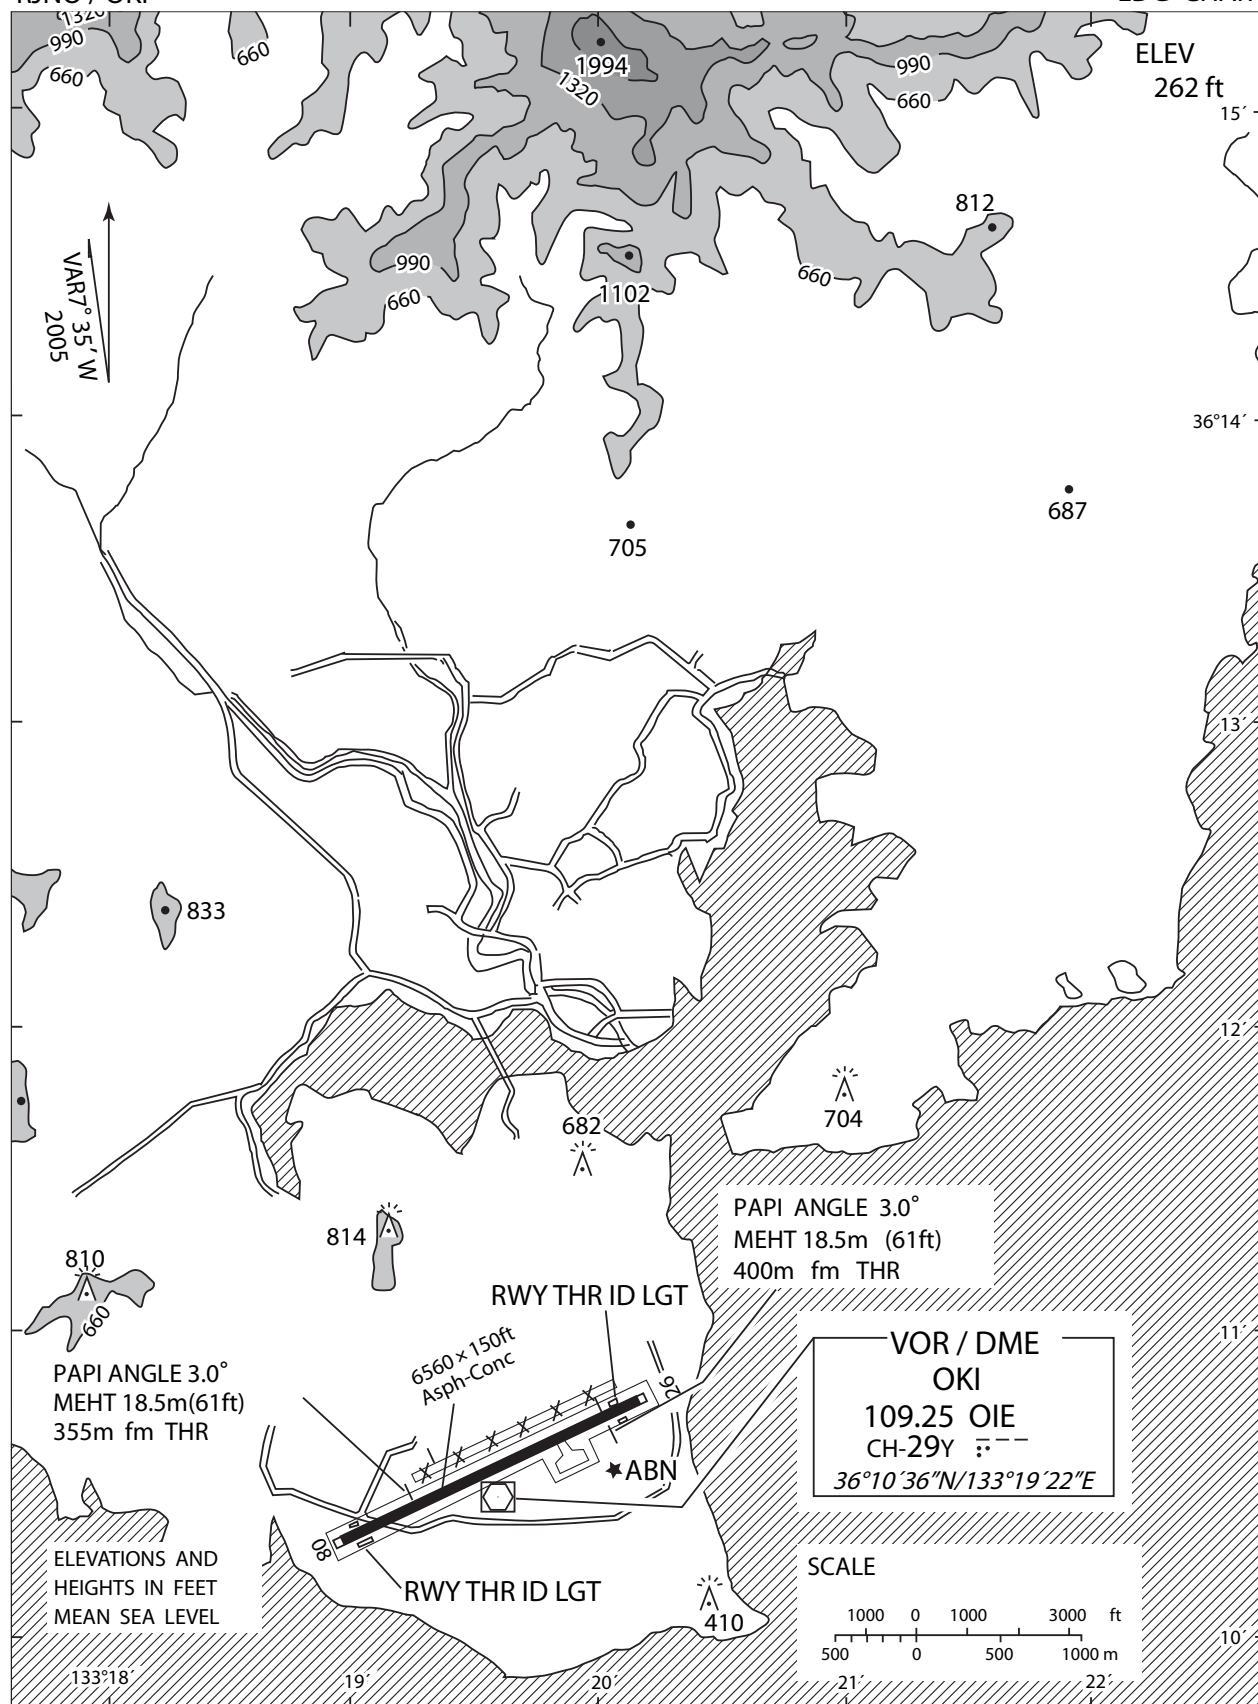 RJNO / OKI
1320
990
660
660
1994
1320
990
660
ELEV
262 ft
15´
812
VAR7° 35´ W
2005
990
660
1102
660
36°14´
687
705
13´
833
12´
704
682
814
810
660
PAPI ANGLE 3.0°
MEHT 18.5m (61ft)
400m fm THR
RWY THR ID LGT
11´
6560 × 150ft
Asph-Conc
PAPI ANGLE 3.0°
MEHT 18.5m(61ft)
355m fm THR
VOR / DME
OKI
109.25 OIE
CH-29Y
36°10´36″N/133°19´22″E
26
ABN
08
ELEVATIONS AND
HEIGHTS IN FEET
MEAN SEA LEVEL
RWY THR ID LGT
410
SCALE
1000 0 1000 3000 ft
500 0 500 1000 m
10´
133°18´
19´
20´
21´
22´